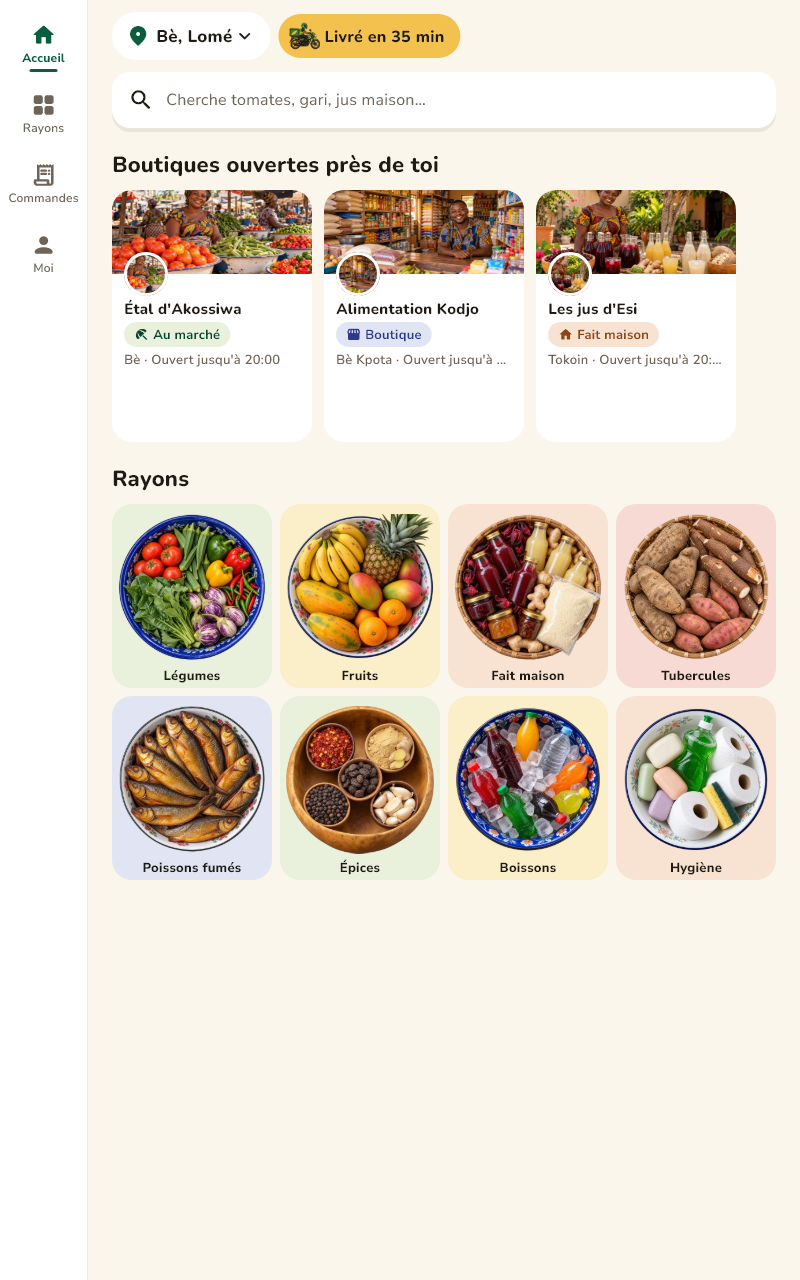 Accueil
Rayons
Commandes
Moi
Bè, Lomé
Livré en 35 min
Cherche tomates, gari, jus maison...
Boutiques ouvertes près de toi
Étal d'Akossiwa
Au marché
Bè · Ouvert jusqu'à 20:00
Alimentation Kodjo
Boutique
Bè Kpota · Ouvert jusqu'à ...
Les jus d'Esi
Fait maison
Tokoin · Ouvert jusqu'à 20:...
Rayons
Légumes
Fruits
Fait maison
Tubercules
Poissons fumés
Épices
Boissons
Hygiène